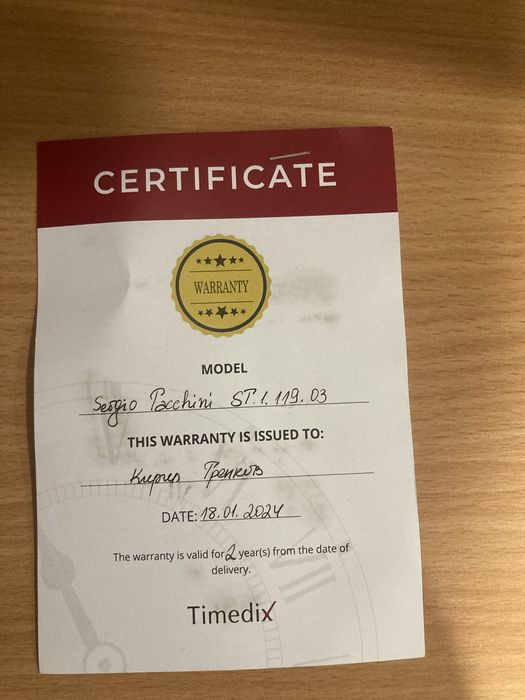 CERTIFICATE
WARRANTY
MODEL
Sergio Tacchini ST.1.119.03
THIS WARRANTY IS ISSUED TO:
Кирил
DATE: 18.01.2024
The warranty is valid for 2 year(s) from the date of
delivery.
Timedix